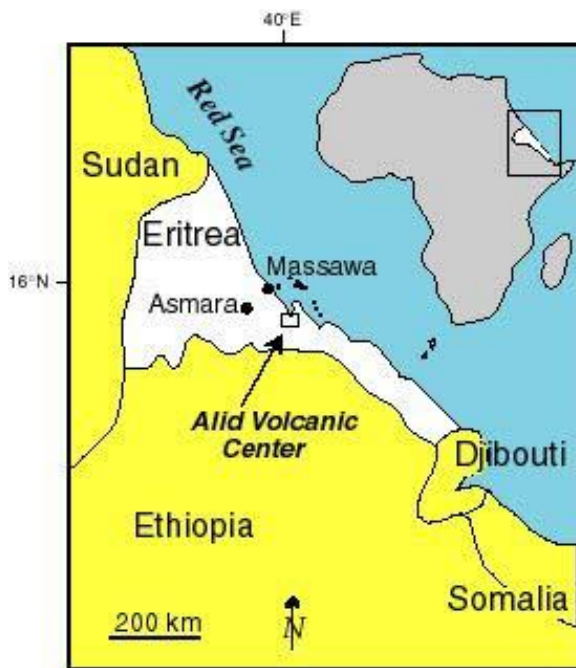 40°E
Red Sea
Sudan
Eritrea
Massawa
16°N
Asmara
Alid Volcanic
Center
Djibouti
Ethiopia
Somalia
200 km
N